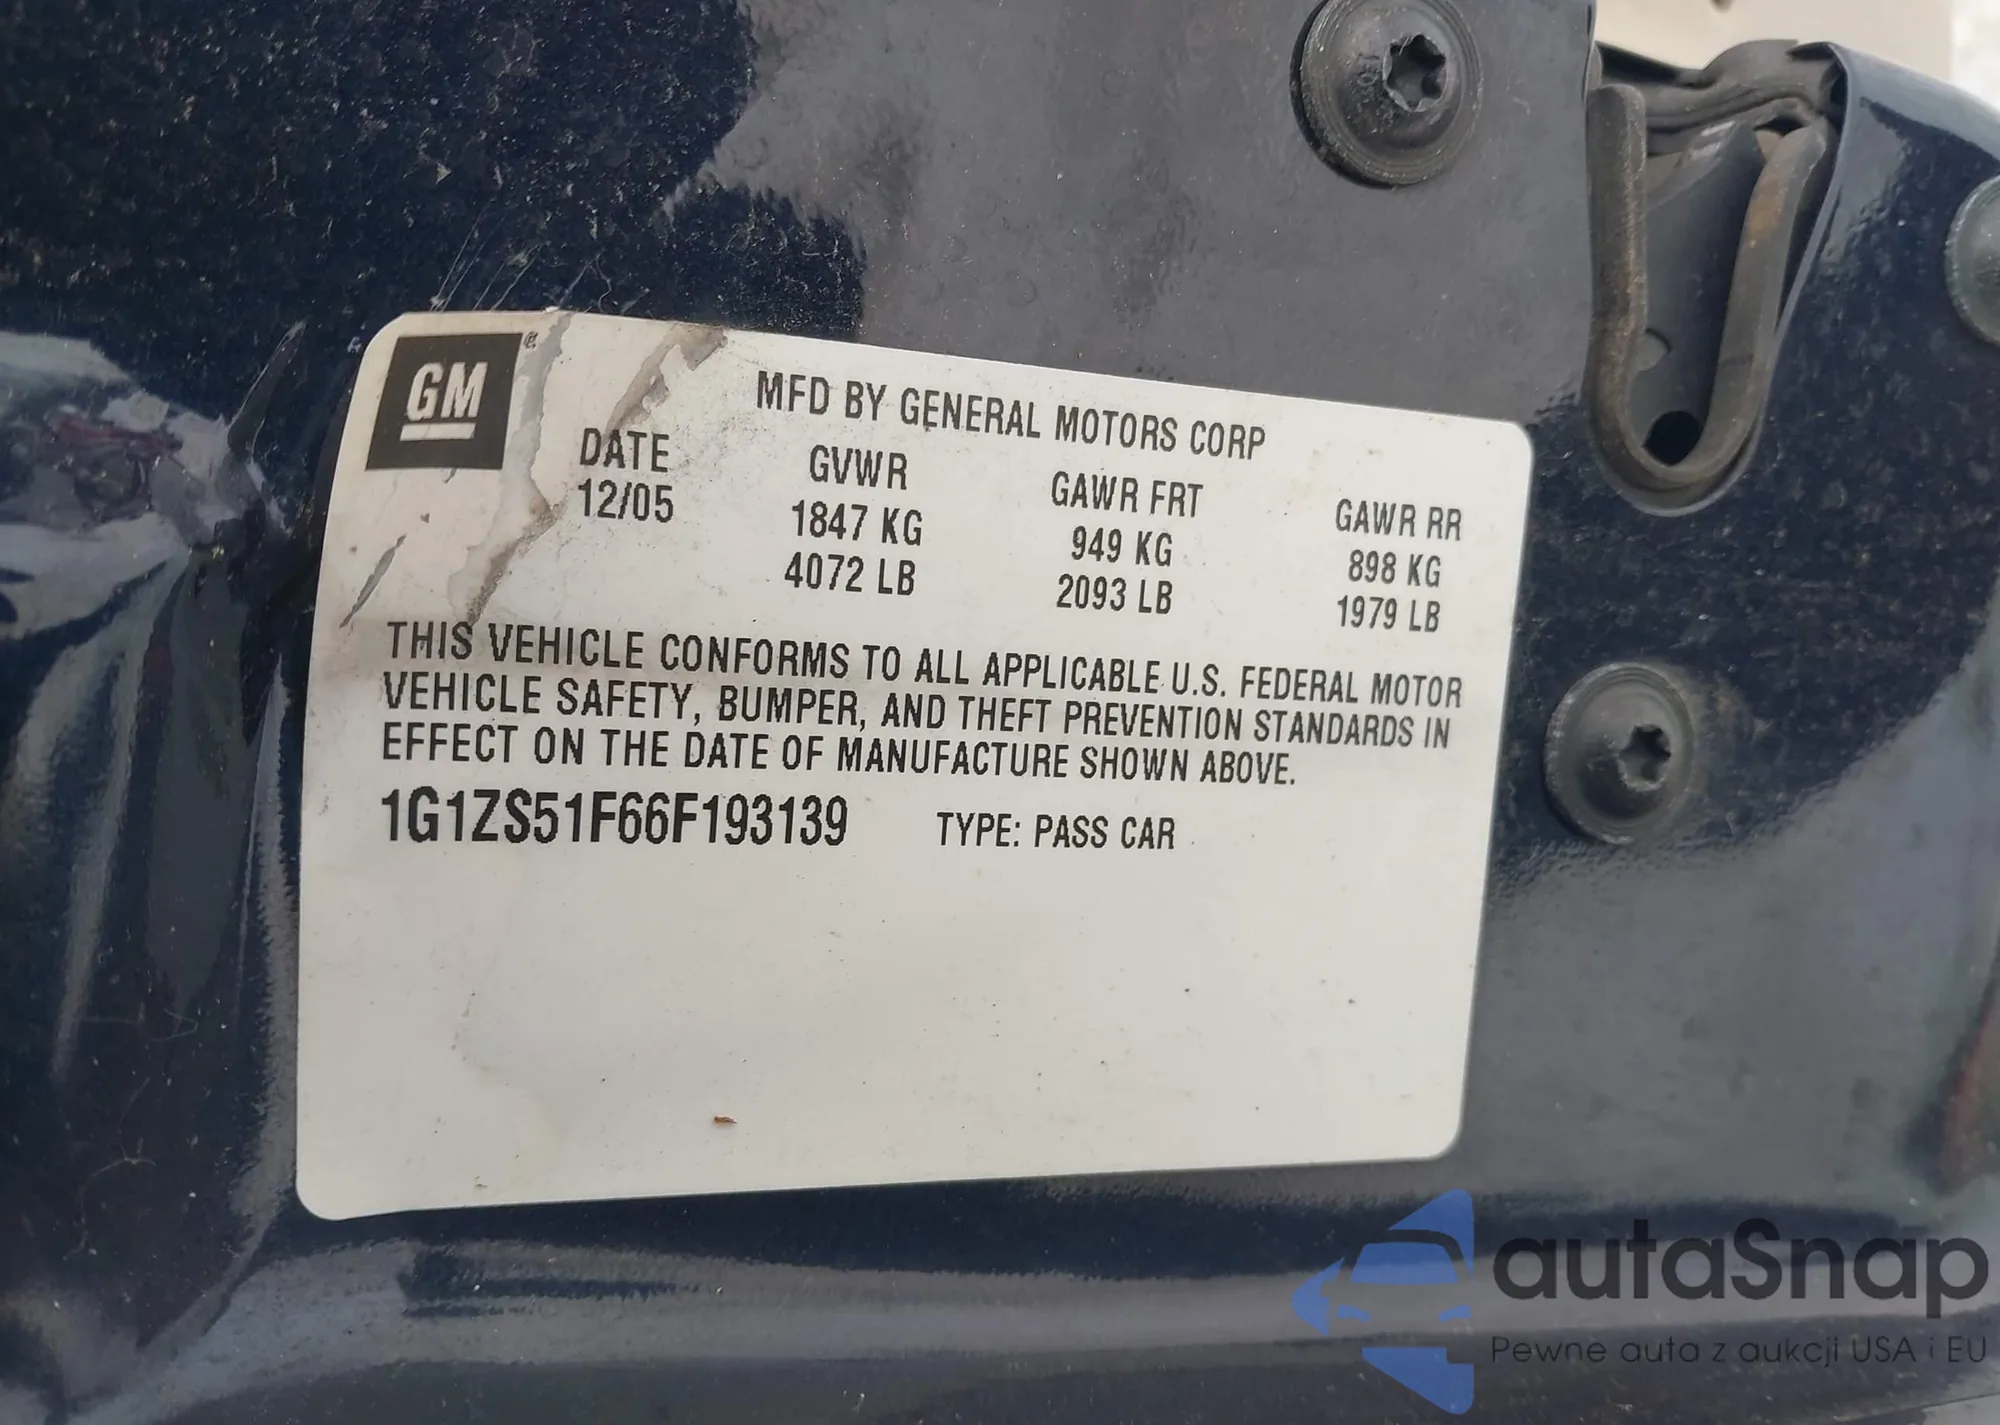 GM
MFD BY GENERAL MOTORS CORP
DATE GVWR GAWR FRT GAWR RR
12/05 1847 KG 949 KG 898 KG
4072 LB 2093 LB 1979 LB
THIS VEHICLE CONFORMS TO ALL APPLICABLE U.S. FEDERAL MOTOR
VEHICLE SAFETY, BUMPER, AND THEFT PREVENTION STANDARDS IN
EFFECT ON THE DATE OF MANUFACTURE SHOWN ABOVE.
1G1ZS51F66F193139 TYPE: PASS CAR
autaSnap
Pewne auta z aukcji USA i EU